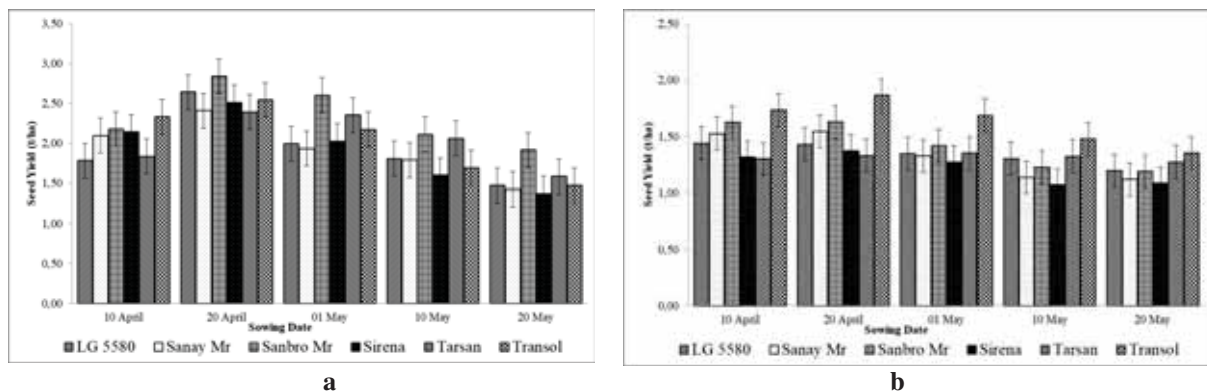 3,50
3,00
2,50
2,00
1,50
1,00
0,50
0,00
Seed Yield (t/ha)
10 April 20 April 01 May 10 May 20 May
Sowing Date
LG 5580 Sanay Mr Sanbro Mr Sirena Tarsan Transol
a
2,50
2,00
1,50
1,00
0,50
0,00
Seed Yield (t/ha)
10 April 20 April 01 May 10 May 20 May
Sowing Date
LG 5580 Sanay Mr Sanbro Mr Sirena Tarsan Transol
b